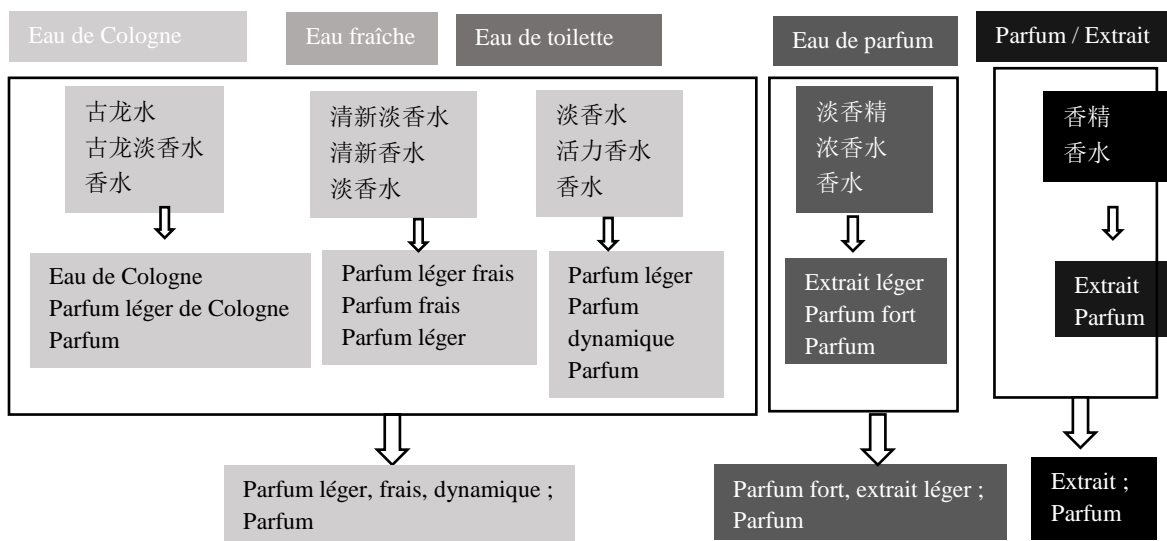 Eau de Cologne
Eau fraîche
Eau de toilette
Eau de parfum
Parfum / Extrait
古龙水
古龙淡香水
香水
清新淡香水
清新香水
淡香水
淡香水
活力香水
香水
淡香精
浓香水
香水
香精
香水
Eau de Cologne
Parfum léger de Cologne
Parfum
Parfum léger frais
Parfum frais
Parfum léger
Parfum léger
Parfum
dynamique
Parfum
Extrait léger
Parfum fort
Parfum
Extrait
Parfum
Parfum léger, frais, dynamique ;
Parfum
Parfum fort, extrait léger ;
Parfum
Extrait ;
Parfum